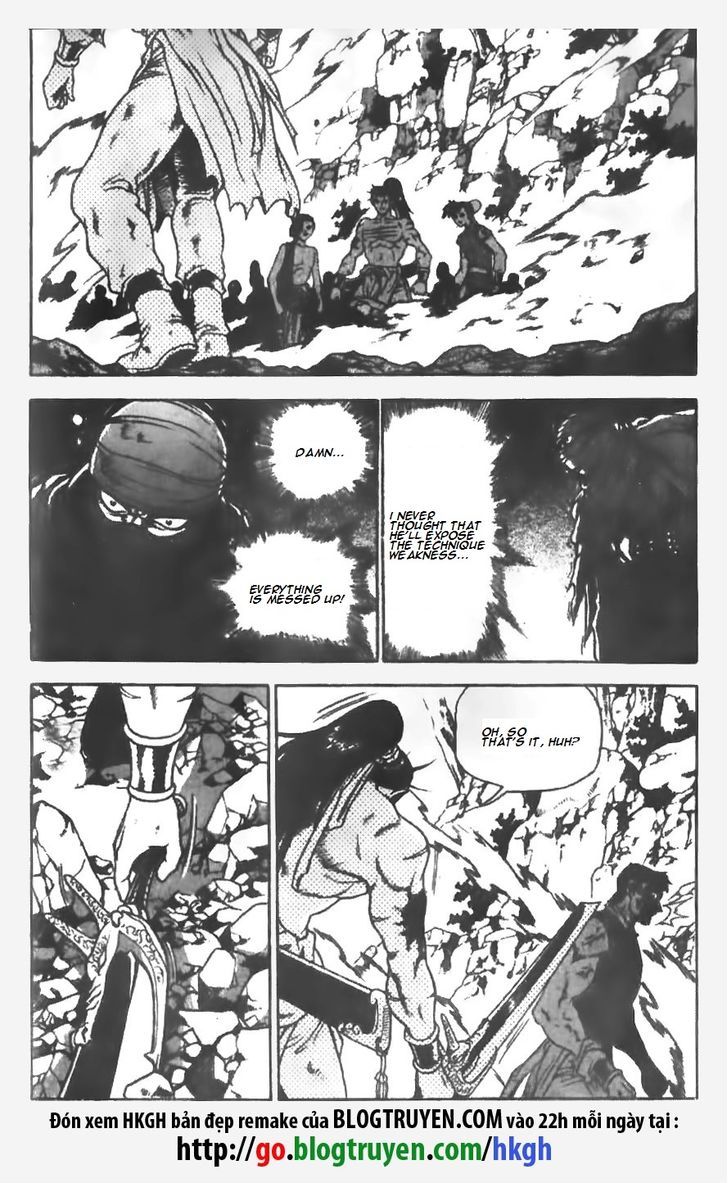 DAMN...
EVERYTHING
IS MESSED UP!
I NEVER
THOUGHT THAT
HE'LL EXPOSE
THE TECHNIQUE
WEAKNESS...
OH, SO
THAT'S IT, HUH?
Đón xem HKGH bản đẹp remake của BLOGTRUYEN.COM vào 22h mỗi ngày tại :
http://go.blogtruyen.com/hkgh